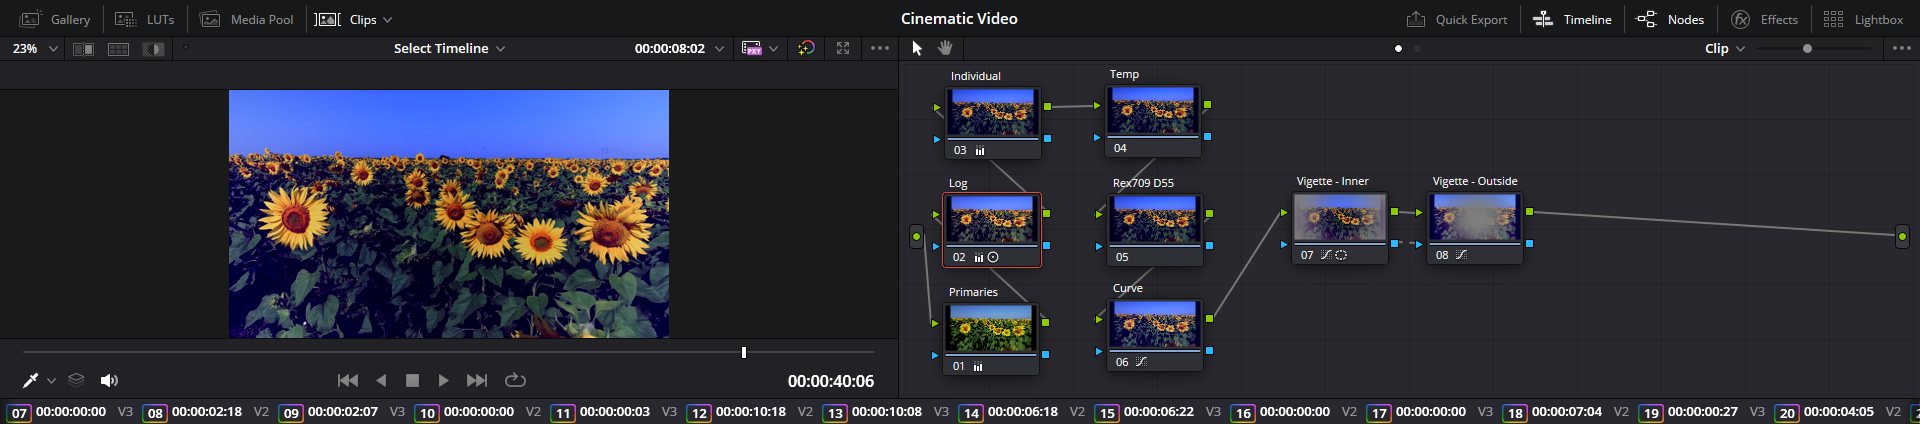 Gallery LUTs Media Pool Clips Cinematic Video Quick Export Timeline Nodes fx Effects Lightbox
23% Select Timeline 00:00:08:02 PXY Clip
Individual Temp
03 04
Log Rex709 D55 Vigette - Inner Vigette - Outside
02 05 07 08
Primaries Curve
01 06
00:00:40:06
07 00:00:00:00 V3 08 00:00:02:18 V2 09 00:00:02:07 V3 10 00:00:00:00 V2 11 00:00:00:03 V3 12 00:00:10:18 V2 13 00:00:10:08 V3 14 00:00:06:18 V2 15 00:00:06:22 V3 16 00:00:00:00 V2 17 00:00:00:00 V3 18 00:00:07:04 V2 19 00:00:00:27 V3 20 00:00:04:05 V2